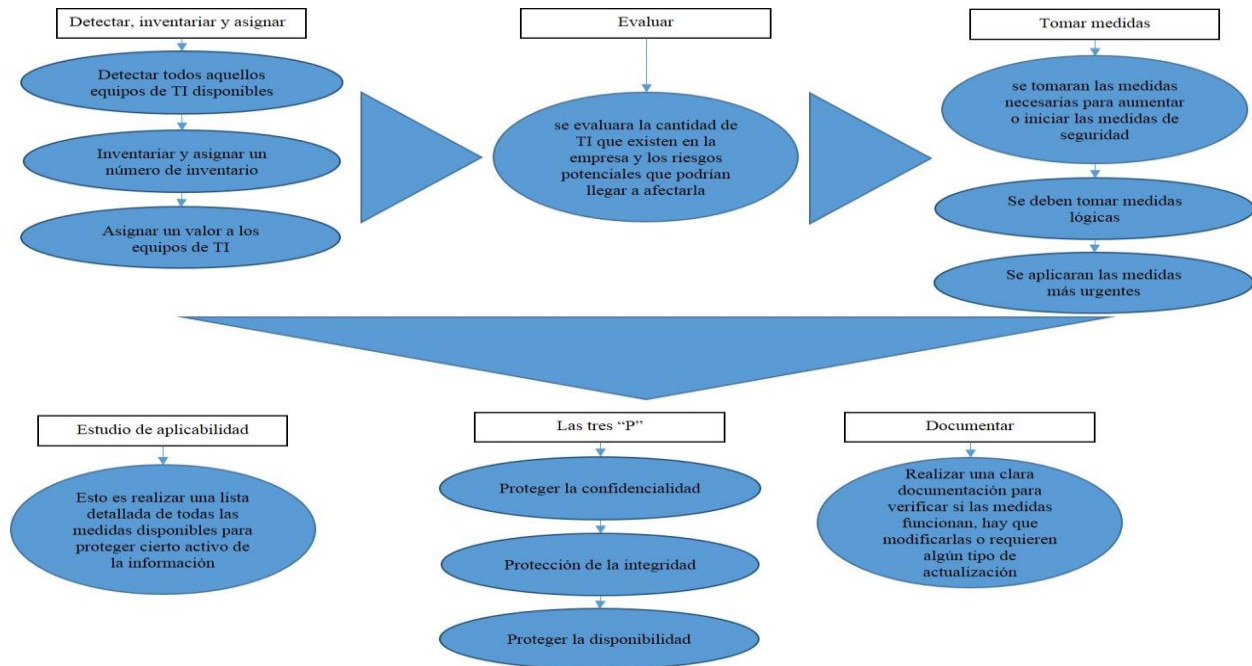 Detectar, inventariar y asignar
Detectar todos aquellos
equipos de TI disponibles
Inventariar y asignar un
número de inventario
Asignar un valor a los
equipos de TI
Evaluar
se evaluara la cantidad de
TI que existen en la
empresa y los riesgos
potenciales que podrían
llegar a afectarla
Tomar medidas
se tomaran las medidas
necesarias para aumentar
o iniciar las medidas de
seguridad
Se deben tomar medidas
lógicas
Se aplicaran las medidas
más urgentes
Estudio de aplicabilidad
Esto es realizar una lista
detallada de todas las
medidas disponibles para
proteger cierto activo de
la información
Las tres “P”
Proteger la confidencialidad
Protección de la integridad
Proteger la disponibilidad
Documentar
Realizar una clara
documentación para
verificar si las medidas
funcionan, hay que
modificarlas o requieren
algún tipo de
actualización